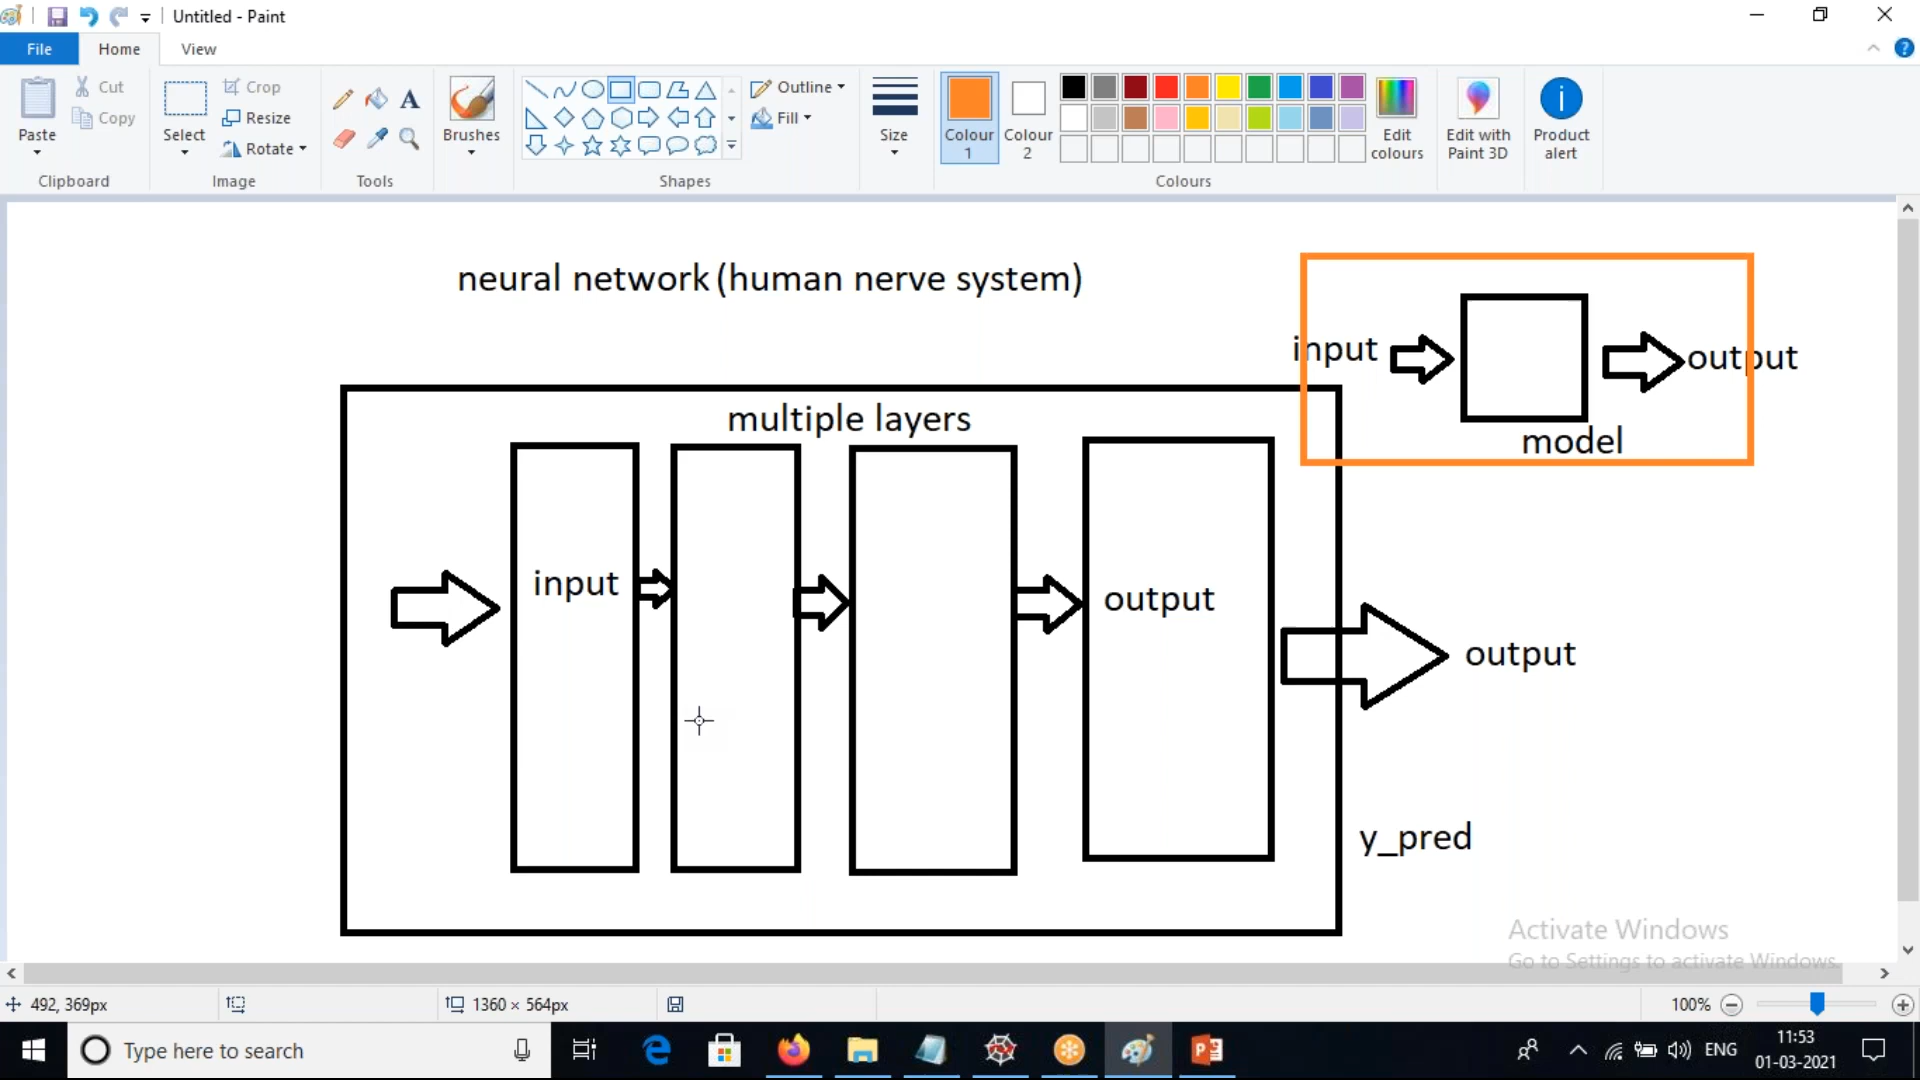 Untitled - Paint
File Home View
Paste
Cut
Copy
Clipboard
Select
Crop
Resize
Rotate
Image
A
Tools
Brushes
Outline
Fill
Shapes
Size
Colour 1
Colour 2
Edit colours
Colours
Edit with Paint 3D
Product alert
neural network (human nerve system)
input
output
model
multiple layers
input
output
output
y_pred
Activate Windows
Go to Settings to activate Windows.
492, 369px
1360 × 564px
100%
Type here to search
ENG
11:53
01-03-2021